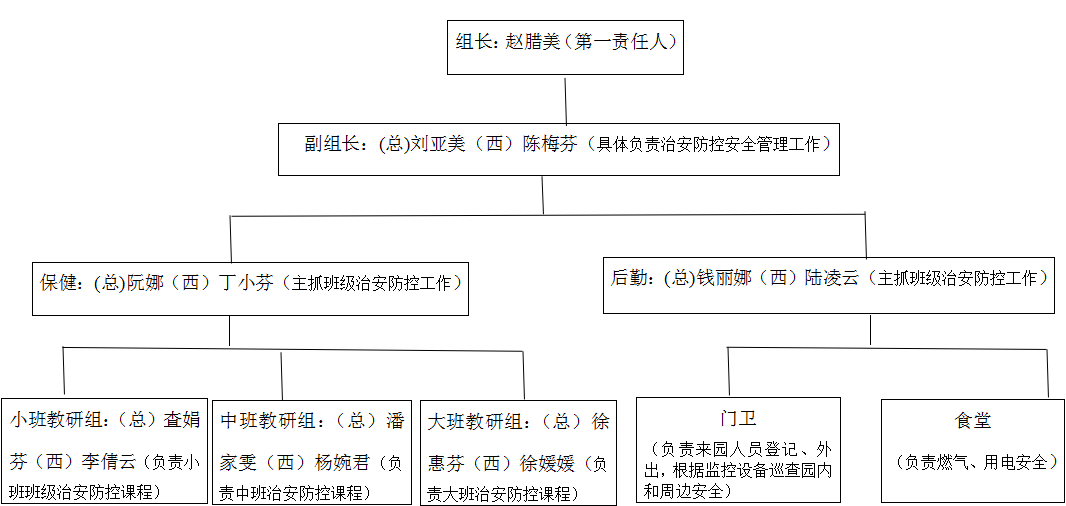 组长：赵腊美（第一责任人）
副组长：(总)刘亚美（西）陈梅芬（具体负责治安防控安全管理工作）
保健：(总)阮娜（西）丁小芬（主抓班级治安防控工作）
后勤：(总)钱丽娜（西）陆凌云（主抓班级治安防控工作）
小班教研组：（总）査娟
芬（西）李倩云（负责小
班班级治安防控课程）
中班教研组：（总）潘
家雯（西）杨婉君（负
责中班治安防控课程）
大班教研组：（总）徐
惠芬（西）徐媛媛（负
责大班治安防控课程）
门卫
（负责来园人员登记、外
出，根据监控设备巡查园内
和周边安全）
食堂
（负责燃气、用电安全）